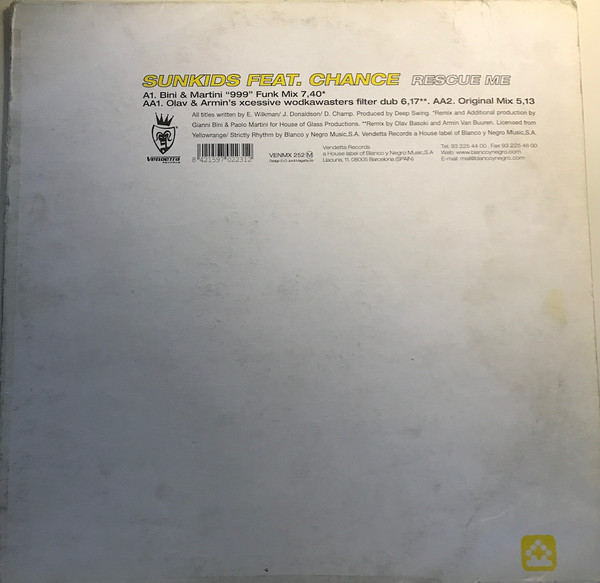 SUNKIDS FEAT. CHANCE RESCUE ME
A1. Bini & Martini "999" Funk Mix 7,40*
AA1. Olav & Armin's xcessive wodkawasters filter dub 6,17**. AA2. Original Mix 5,13
All titles written by E. Wilkman/ J. Donaldson/ D. Champ. Produced by Deep Swing. *Remix and Additional production by
Gianni Bini & Paolo Martini for House of Glass Productions. **Remix by Olav Basoki and Armin Van Buuren. Licensed from
Yellorange/ Strictly Rhythm by Blanco y Negro Music,S.A. Vendetta Records a House label of Blanco y Negro Music,S.A.
VENDETTA
RECORDS
8 421597 022312
VENMX 252 M
Vendetta Records
a House label of Blanco y Negro Music,S.A
Llacuna, 11. 08005 Barcelona (SPAIN)
Tel. 93 225 44 00 . Fax 93 225 46 00
Web: www.blancoynegro.com
E-mail: mail@blancoynegro.com